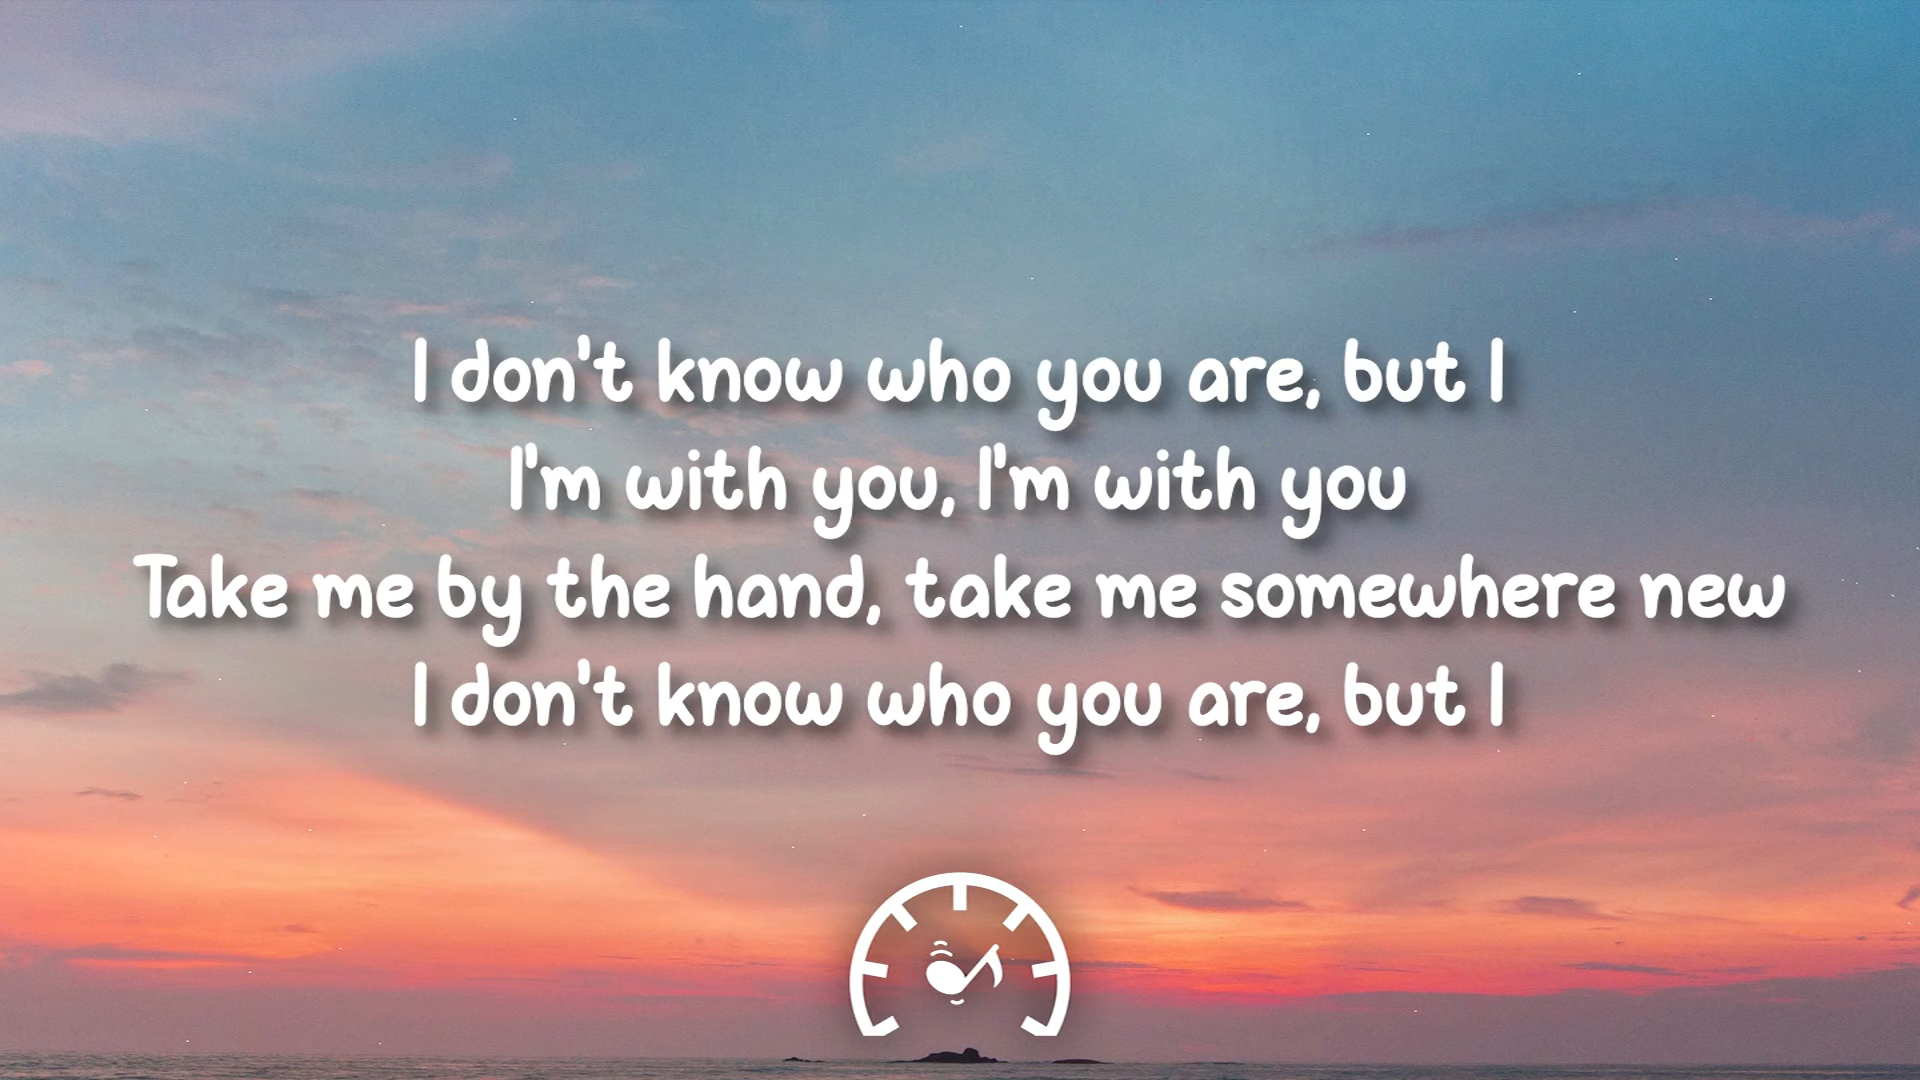 I don't know who you are, but I
I'm with you, I'm with you
Take me by the hand, take me somewhere new
I don't know who you are, but I